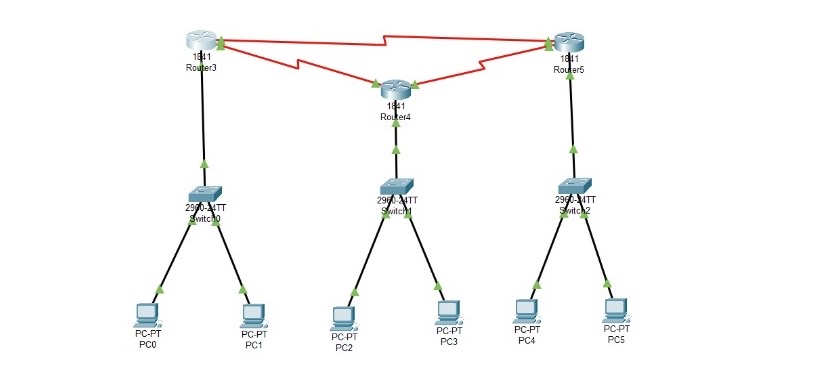 1841
Router3
1841
Router5
1841
Router4
2960-24TT
Switch0
2960-24TT
Switch1
2960-24TT
Switch2
PC-PT
PC0
PC-PT
PC1
PC-PT
PC2
PC-PT
PC3
PC-PT
PC4
PC-PT
PC5